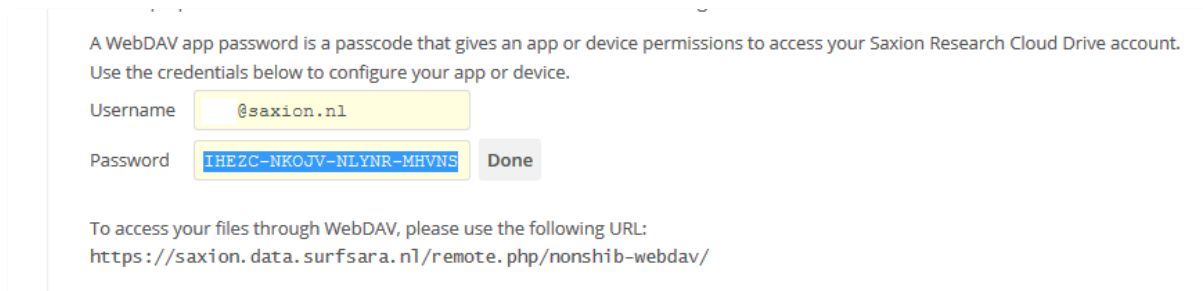 A WebDAV app password is a passcode that gives an app or device permissions to access your Saxion Research Cloud Drive account.
Use the credentials below to configure your app or device.
Username @saxion.nl
Password IHEZC-NKOJV-NLYNR-MHVNS Done
To access your files through WebDAV, please use the following URL:
https://saxion.data.surfsara.nl/remote.php/nonshib-webdav/